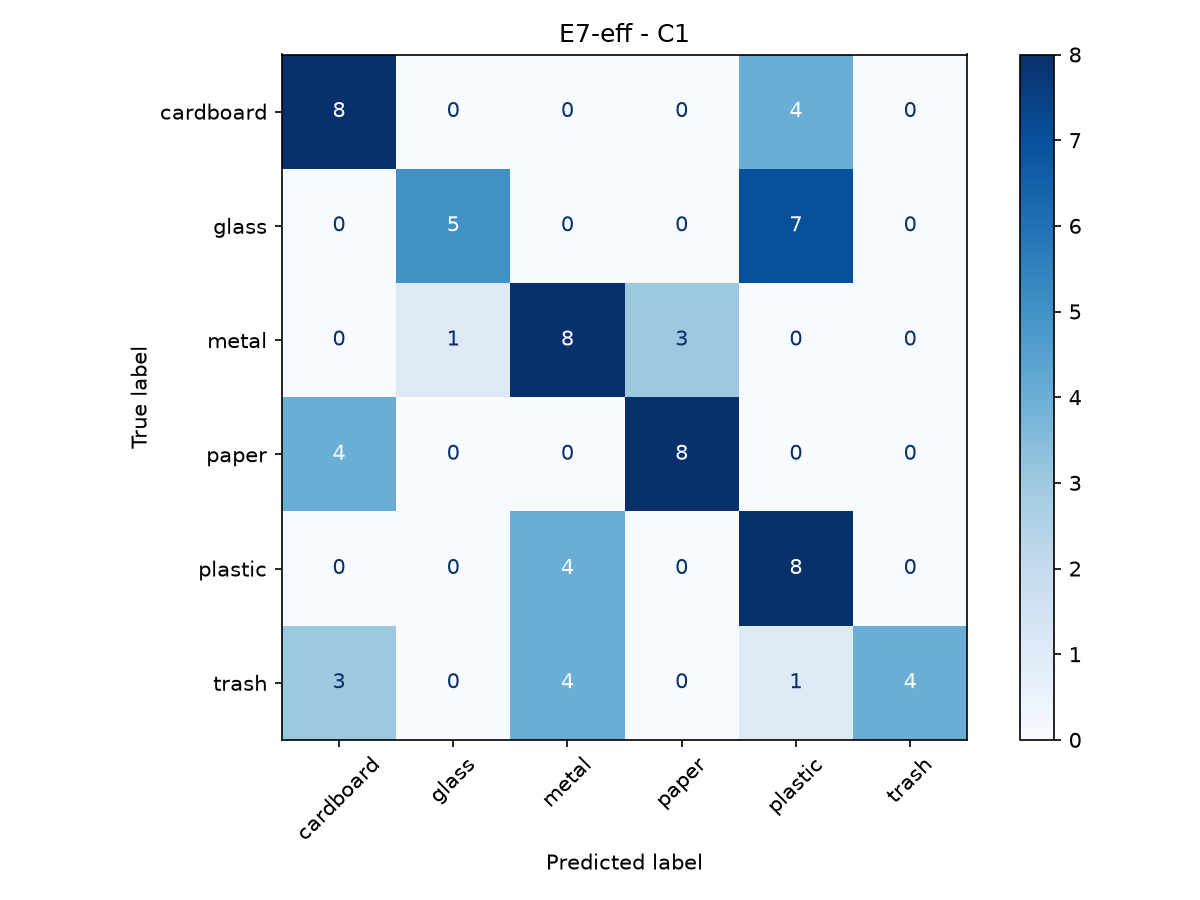 E7-eff - C1
cardboard 8 0 0 0 4 0
glass 0 5 0 0 7 0
metal 0 1 8 3 0 0
paper 4 0 0 8 0 0
plastic 0 0 4 0 8 0
trash 3 0 4 0 1 4
True label
cardboard glass metal paper plastic trash
Predicted label
8
7
6
5
4
3
2
1
0